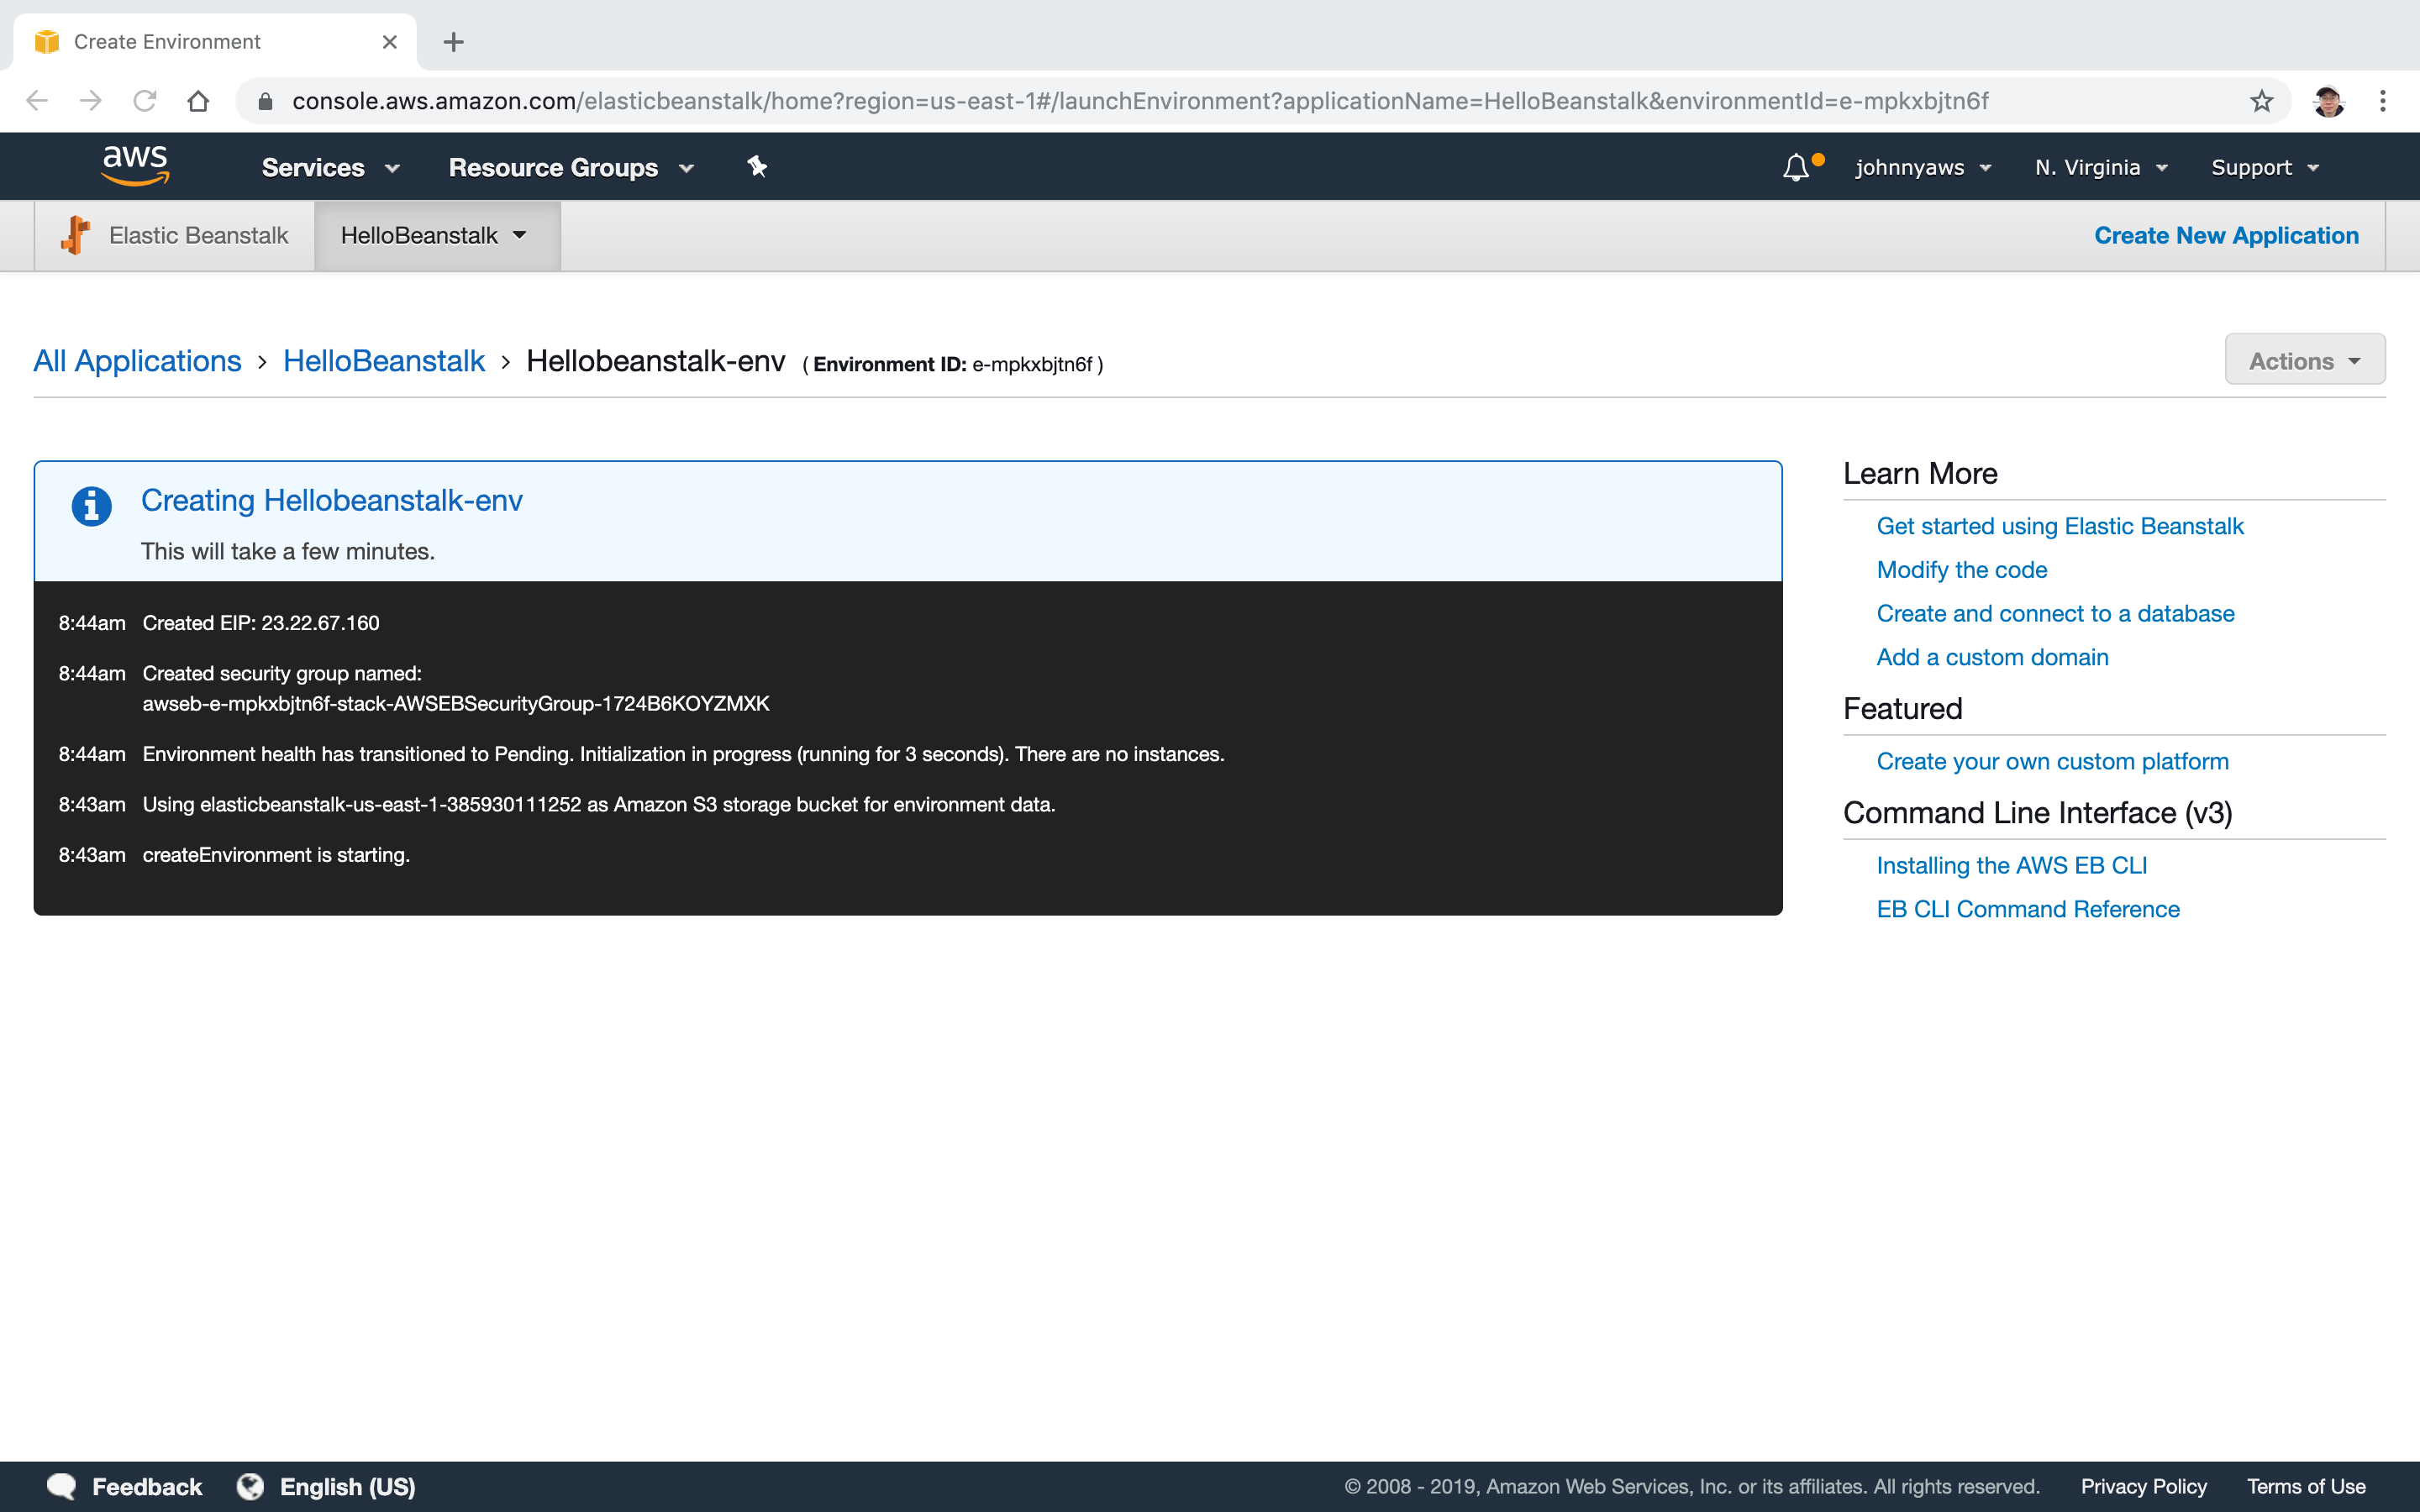 Create Environment
console.aws.amazon.com/elasticbeanstalk/home?region=us-east-1#/launchEnvironment?applicationName=HelloBeanstalk&environmentId=e-mpkxbjtn6f
aws Services Resource Groups johnnyaws N. Virginia Support
Elastic Beanstalk HelloBeanstalk Create New Application
All Applications > HelloBeanstalk > Hellobeanstalk-env ( Environment ID: e-mpkxbjtn6f ) Actions
Creating Hellobeanstalk-env
This will take a few minutes.
8:44am Created EIP: 23.22.67.160
8:44am Created security group named:
awseb-e-mpkxbjtn6f-stack-AWSEBSecurityGroup-1724B6KOYZMXK
8:44am Environment health has transitioned to Pending. Initialization in progress (running for 3 seconds). There are no instances.
8:43am Using elasticbeanstalk-us-east-1-385930111252 as Amazon S3 storage bucket for environment data.
8:43am createEnvironment is starting.
Learn More
Get started using Elastic Beanstalk
Modify the code
Create and connect to a database
Add a custom domain
Featured
Create your own custom platform
Command Line Interface (v3)
Installing the AWS EB CLI
EB CLI Command Reference
Feedback English (US) © 2008 - 2019, Amazon Web Services, Inc. or its affiliates. All rights reserved. Privacy Policy Terms of Use